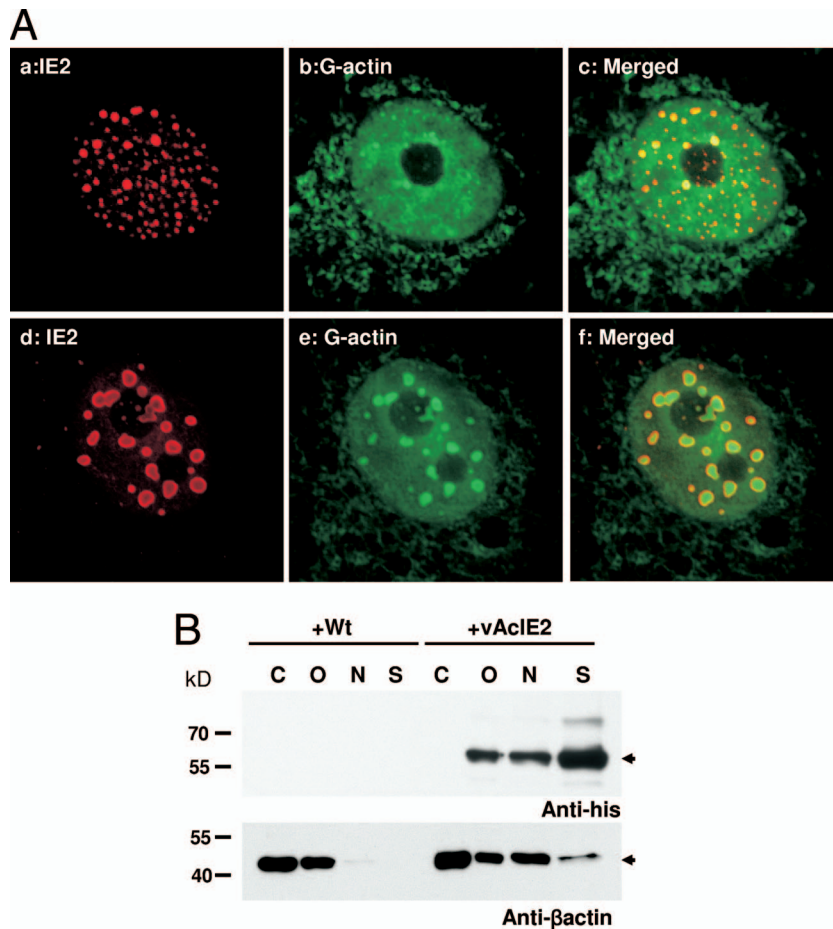 A
a:IE2 b:G-actin c: Merged
d: IE2 e: G-actin f: Merged
B
+Wt +vAcIE2
kD C O N S C O N S
70
55
Anti-his
55
40
Anti-βactin